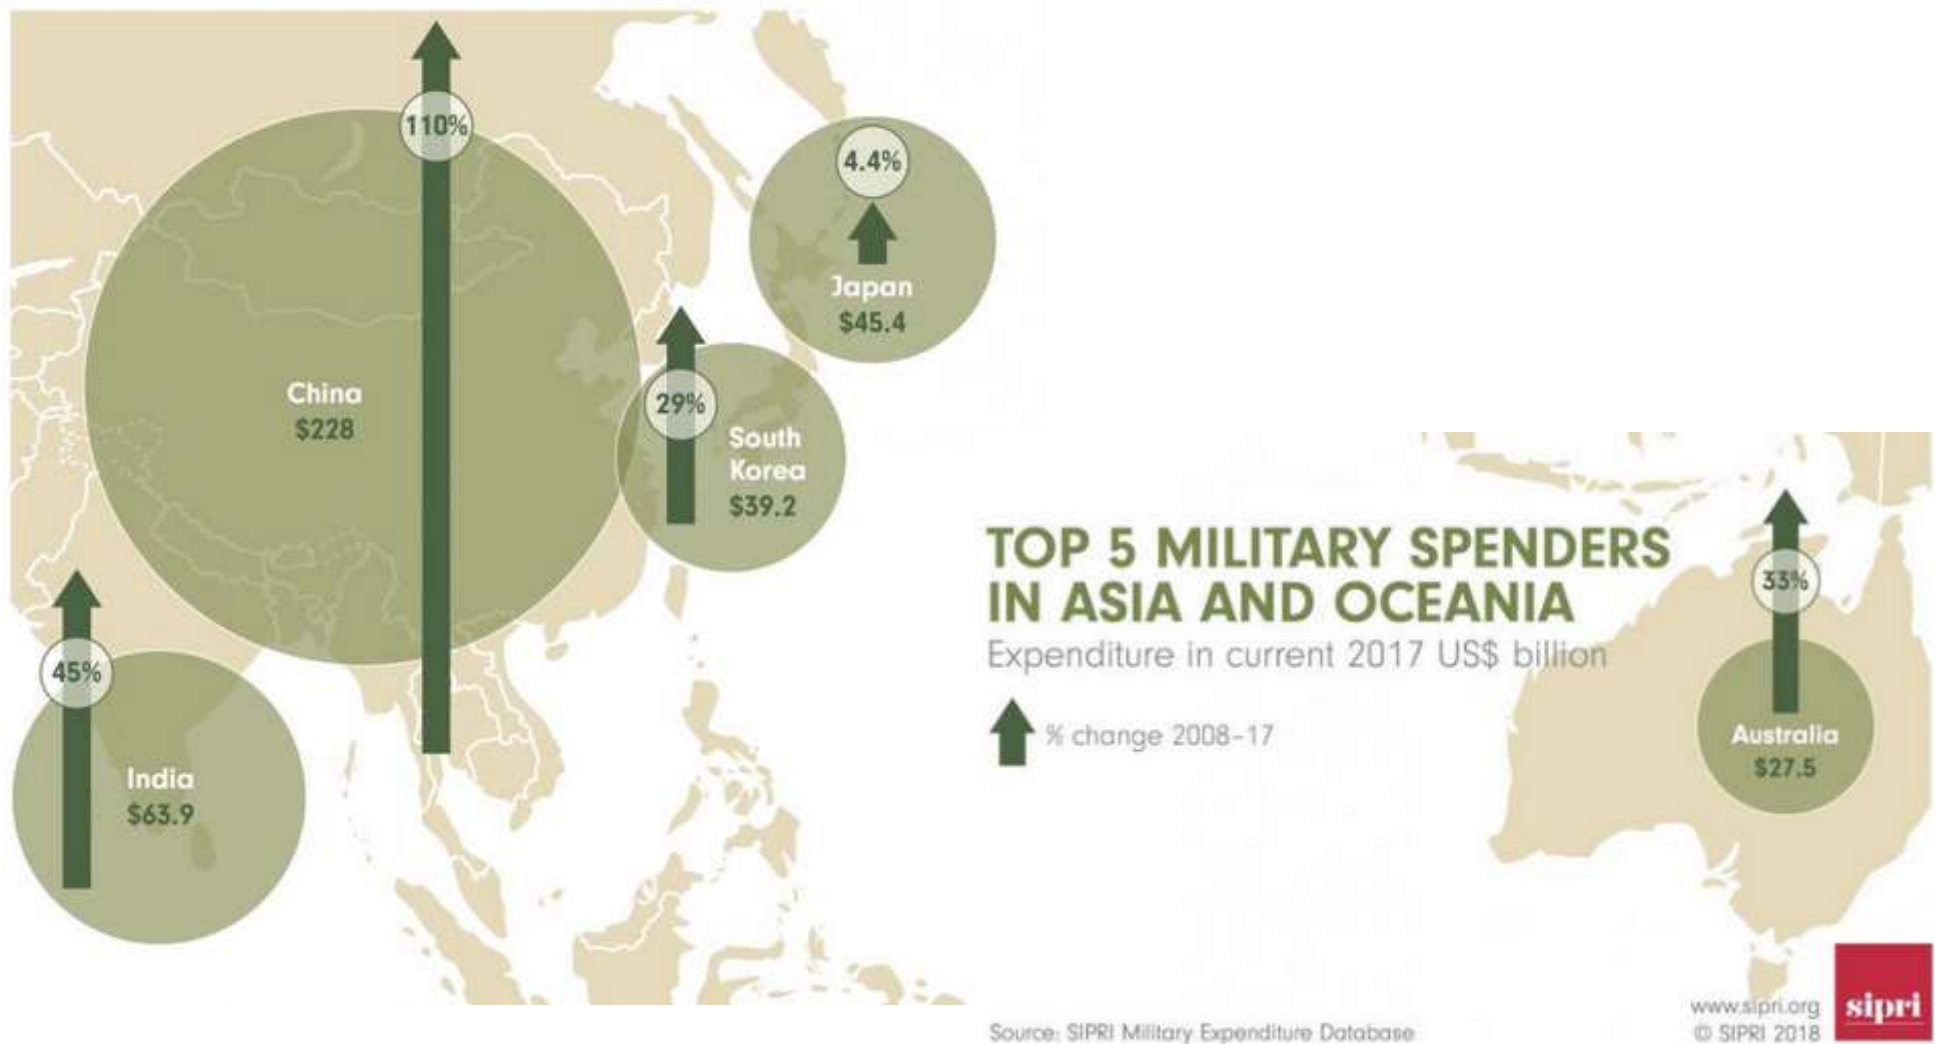 110%
4.4%
Japan
$45.4
China
$228
29%
South
Korea
$39.2
45%
India
$63.9
TOP 5 MILITARY SPENDERS
IN ASIA AND OCEANIA
Expenditure in current 2017 US$ billion
% change 2008-17
33%
Australia
$27.5
Source: SIPRI Military Expenditure Database
www.sipri.org
© SIPRI 2018
sipri